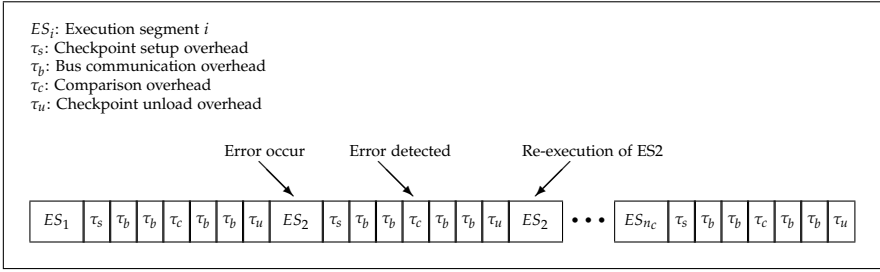 ES_i: Execution segment i
τ_s: Checkpoint setup overhead
τ_b: Bus communication overhead
τ_c: Comparison overhead
τ_u: Checkpoint unload overhead
Error occur Error detected Re-execution of ES2
ES_1 τ_s τ_b τ_b τ_c τ_b τ_b τ_u ES_2 τ_s τ_b τ_b τ_c τ_b τ_b τ_u ES_2 • • • ES_{n_c} τ_s τ_b τ_b τ_c τ_b τ_b τ_u